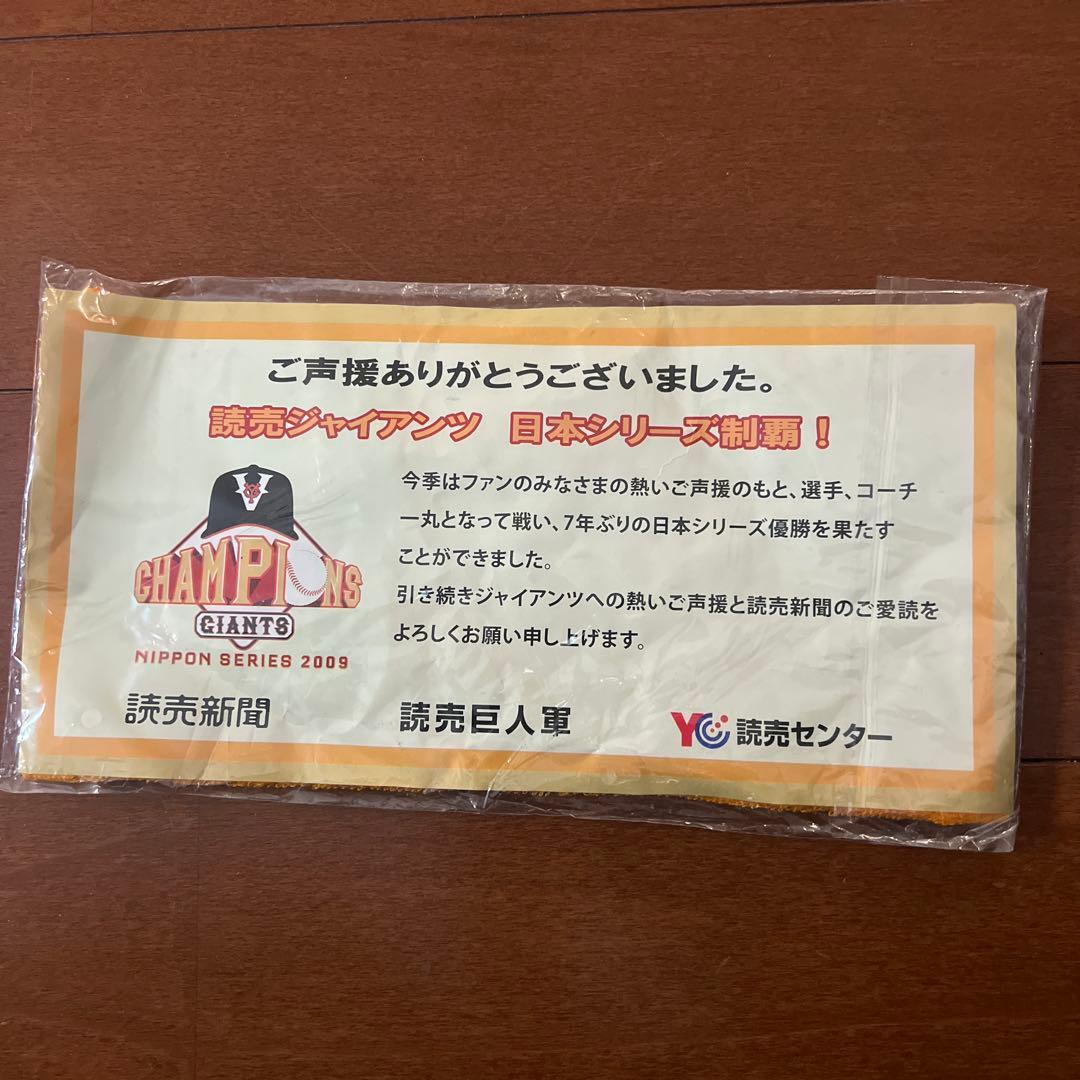 ご声援ありがとうございました。
読売ジャイアンツ 日本シリーズ制覇！
今季はファンのみなさまの熱いご声援のもと、選手、コーチ
一丸となって戦い、7年ぶりの日本シリーズ優勝を果たす
ことができました。
引き続きジャイアンツへの熱いご声援と読売新聞のご愛読を
よろしくお願い申し上げます。
V
YG
CHAMPIONS
GIANTS
NIPPON SERIES 2009
読売新聞
読売巨人軍
YC 読売センター